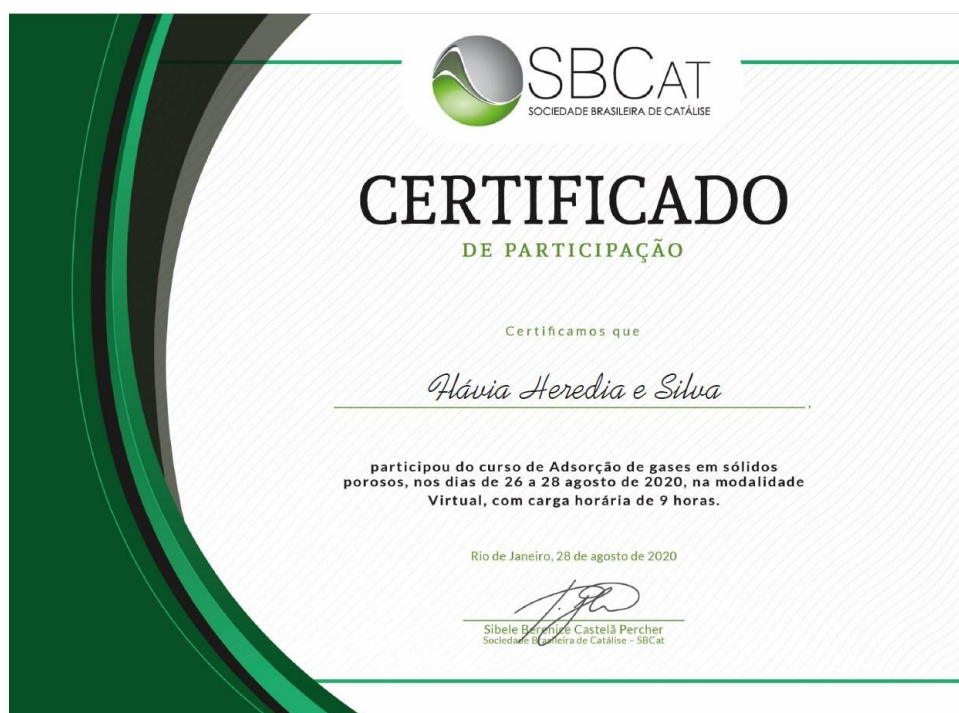 SBCAT
SOCIEDADE BRASILEIRA DE CATÁLISE
CERTIFICADO
DE PARTICIPAÇÃO
Certificamos que
Flávia Heredia e Silva,
participou do curso de Adsorção de gases em sólidos
porosos, nos dias de 26 a 28 agosto de 2020, na modalidade
Virtual, com carga horária de 9 horas.
Rio de Janeiro, 28 de agosto de 2020
Sibele Berenice Castelã Percher
Sociedade Brasileira de Catálise – SBCat